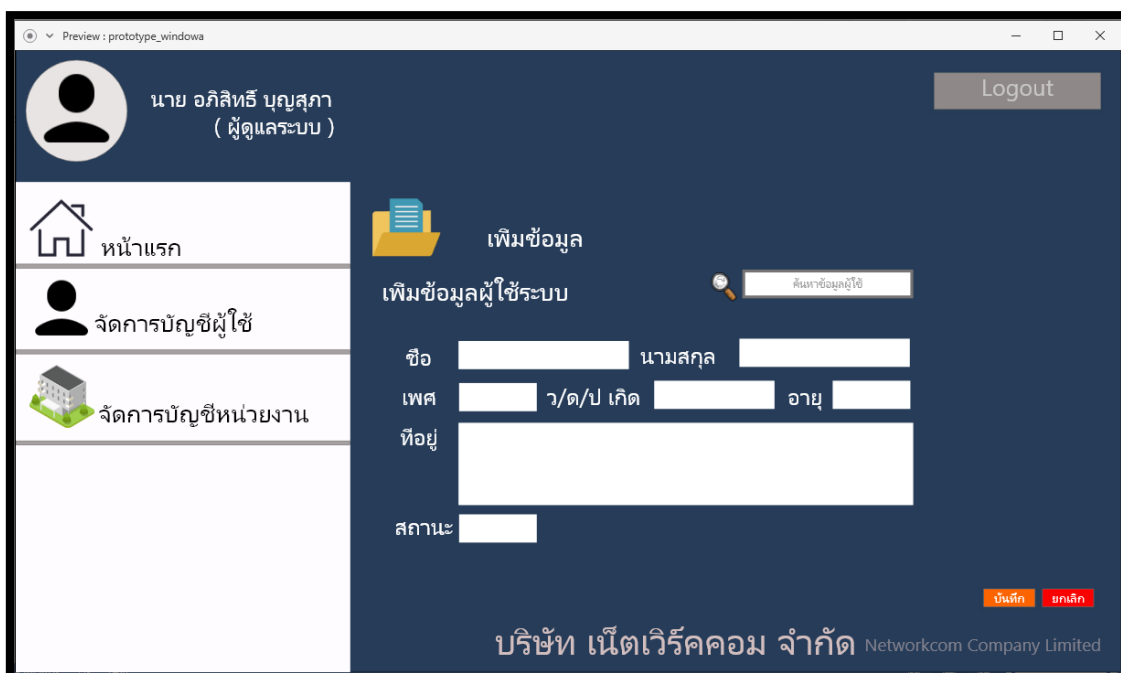 Preview : prototype_windowa
นาย อภิสิทธิ์ บุญสุภา
( ผู้ดูแลระบบ )
Logout
หน้าแรก
จัดการบัญชีผู้ใช้
จัดการบัญชีหน่วยงาน
เพิ่มข้อมูล
เพิ่มข้อมูลผู้ใช้ระบบ
ค้นหาข้อมูลผู้ใช้
ชื่อ นามสกุล
เพศ ว/ด/ป เกิด อายุ
ที่อยู่
สถานะ
บันทึก ยกเลิก
บริษัท เน็ตเวิร์คคอม จำกัด Networkcom Company Limited